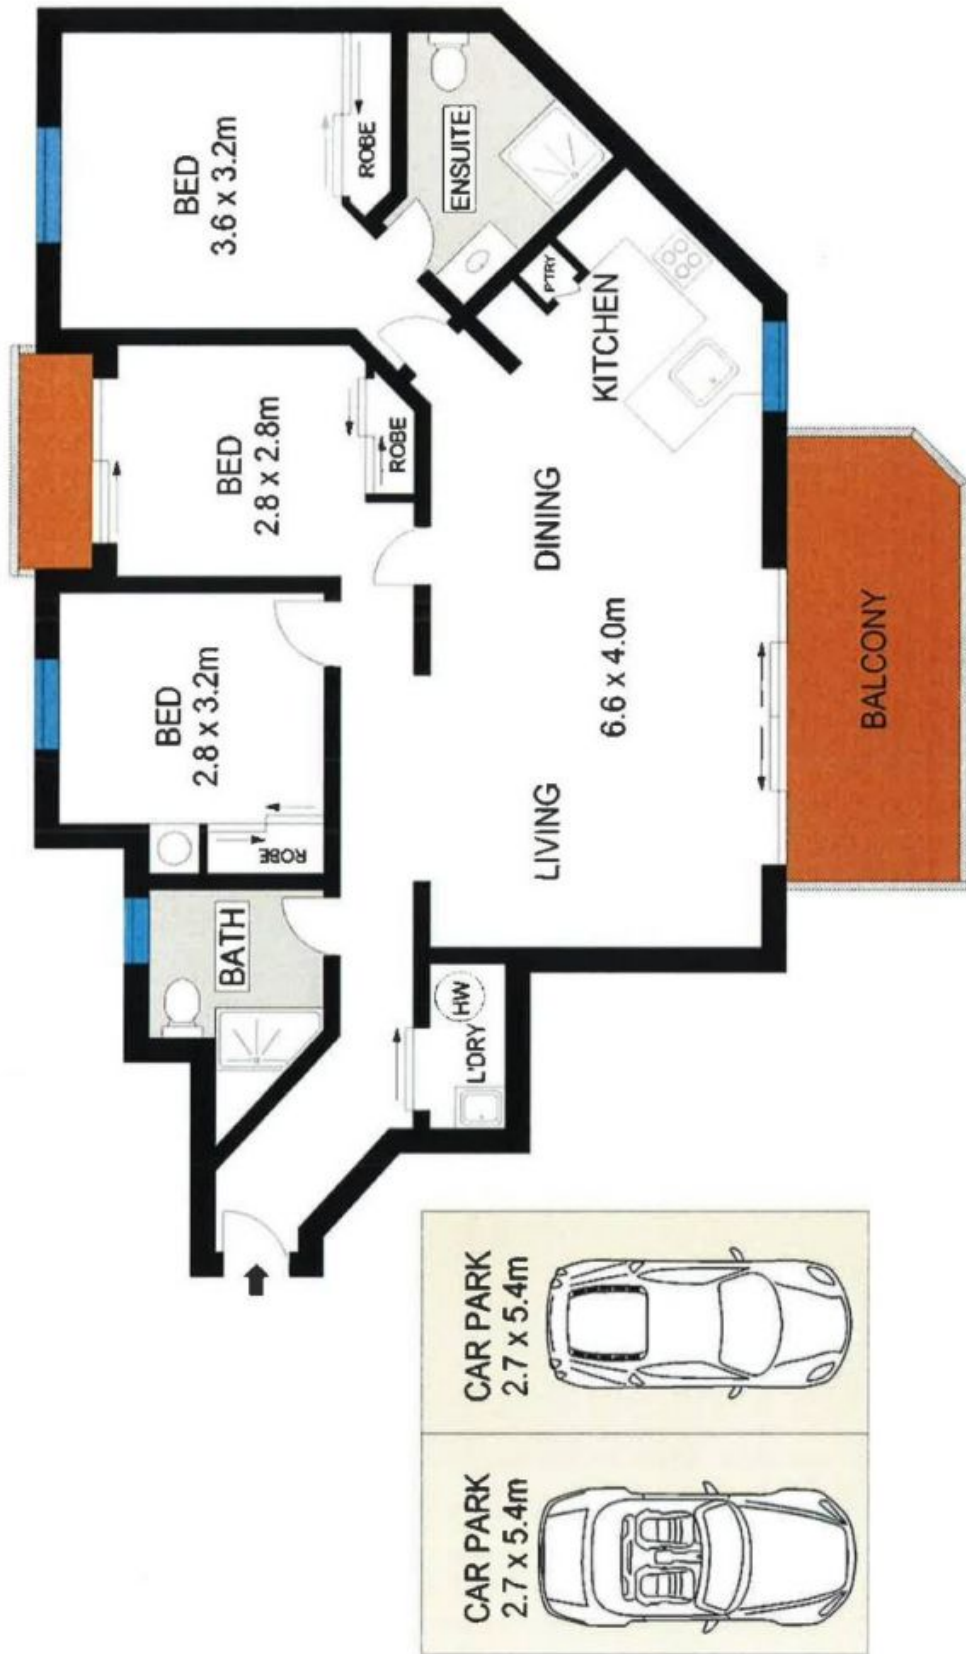 BED
3.6 x 3.2m
ROBE
ENSUITE
BED
2.8 x 2.8m
ROBE
PTRY
KITCHEN
BED
2.8 x 3.2m
ROBE
DINING
6.6 x 4.0m
LIVING
BALCONY
BATH
L'DRY
HW
CAR PARK
2.7 x 5.4m
CAR PARK
2.7 x 5.4m